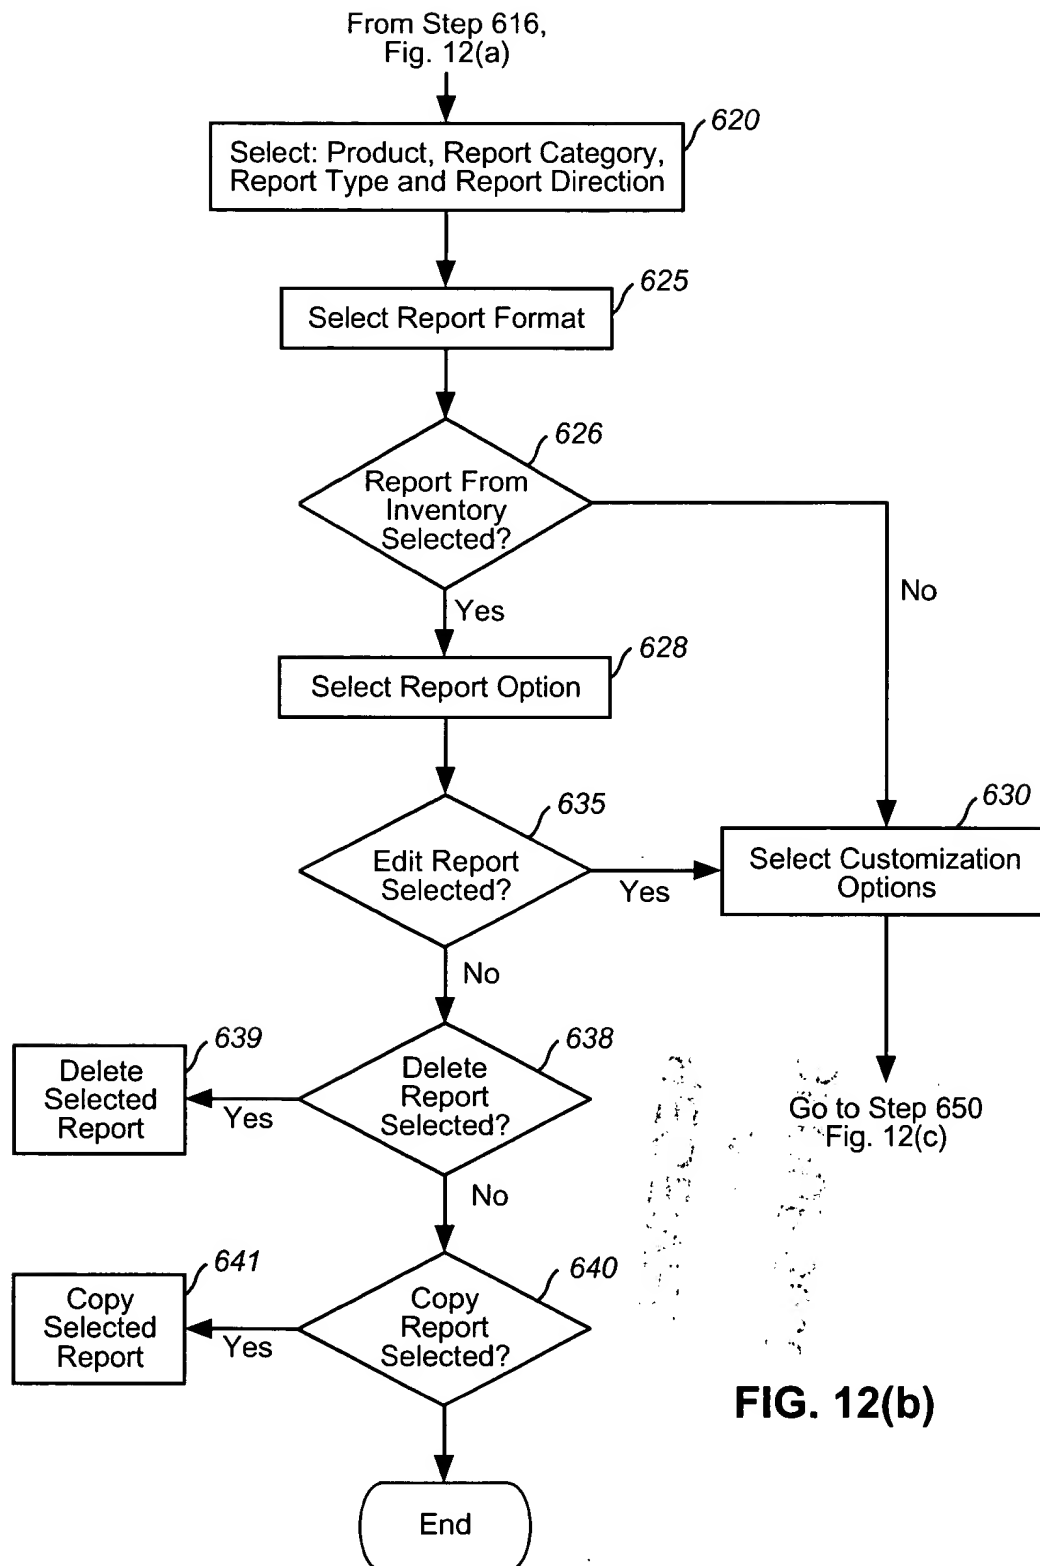 From Step 616,
Fig. 12(a)
620
Select: Product, Report Category,
Report Type and Report Direction
625
Select Report Format
626
Report From
Inventory
Selected?
No
Yes
628
Select Report Option
635
Edit Report
Selected?
Yes
630
Select Customization
Options
No
639
Delete
Selected
Report
Yes
638
Delete
Report
Selected?
Go to Step 650
Fig. 12(c)
No
641
Copy
Selected
Report
Yes
640
Copy
Report
Selected?
FIG. 12(b)
End